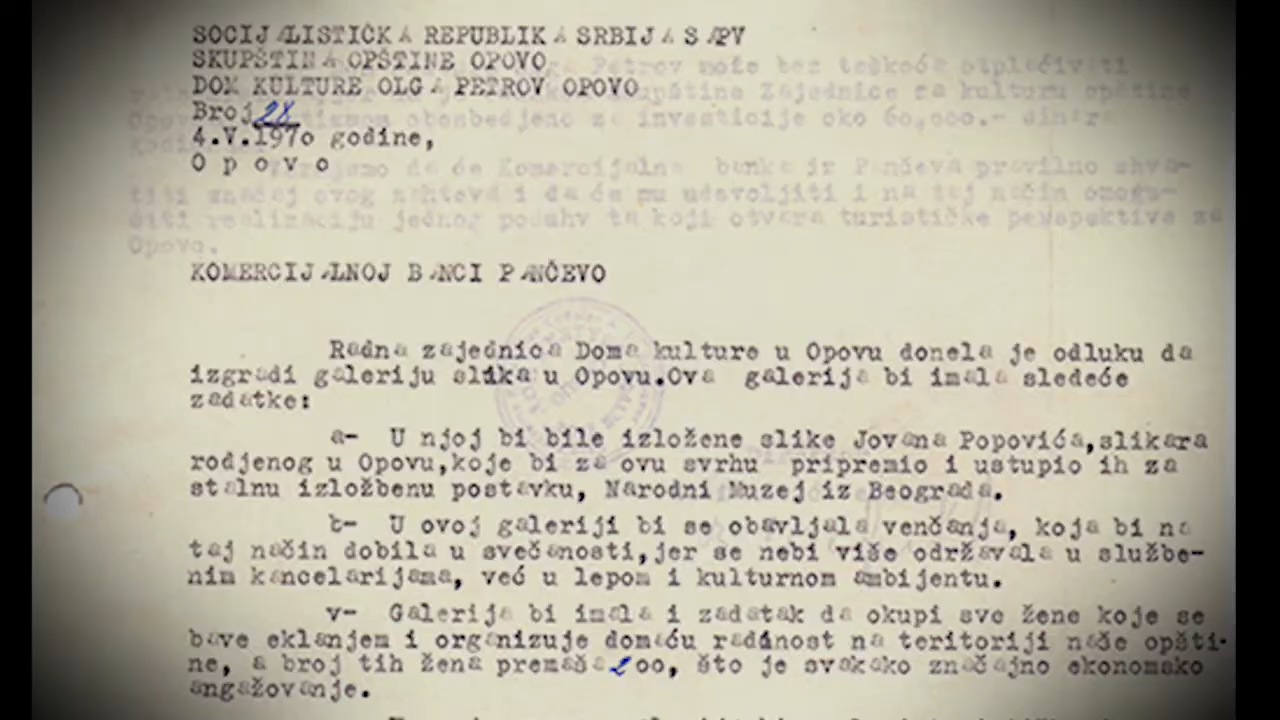 SOCIJALISTIČKA REPUBLIKA SRBIJA SAPV
SKUPŠTINA OPŠTINE OPOVO
DOM KULTURE OLGA PETROV OPOVO
Broj 28
4.V.197o godine,
O p o v o
KOMERCIJALNOJ BANCI PANČEVO
Radna zajednica Doma kulture u Opovu donela je odluku da
izgradi galeriju slika u Opovu.Ova galerija bi imala sledeće
zadatke:
a- U njoj bi bile izložene slike Jovana Popovića,slikara
rodjenog u Opovu,koje bi za ovu svrhu pripremio i ustupio ih za
stalnu izložbenu postavku, Narodni Muzej iz Beograda.
b- U ovoj galeriji bi se obavljala venčanja, koja bi na
taj način dobila u svečanosti,jer se nebi više održavala u službe-
nim kancelarijama, već u lepom i kulturnom ambijentu.
v- Galerija bi imala i zadatak da okupi sve žene koje se
bave eklanjem i organizuje domaću radinost na teritoriji naše opšti-
ne, a broj tih žena premaša 2oo, što je svakako značajno ekonomsko
angažovanje.